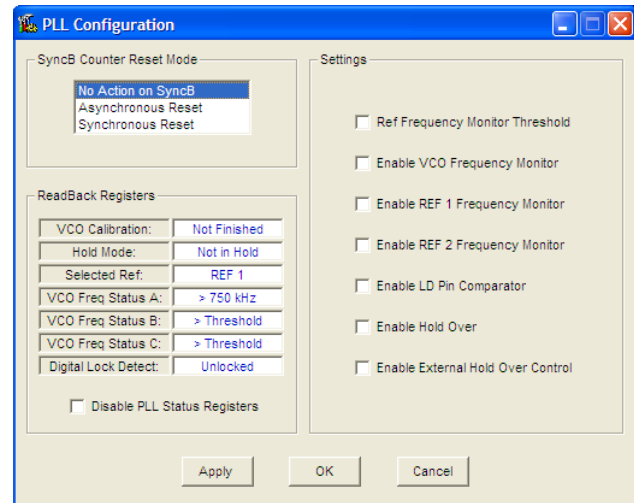 PLL Configuration
SyncB Counter Reset Mode
No Action on SyncB
Asynchronous Reset
Synchronous Reset
ReadBack Registers
VCO Calibration: Not Finished
Hold Mode: Not in Hold
Selected Ref: REF 1
VCO Freq Status A: > 750 kHz
VCO Freq Status B: > Threshold
VCO Freq Status C: > Threshold
Digital Lock Detect: Unlocked
Disable PLL Status Registers
Settings
Ref Frequency Monitor Threshold
Enable VCO Frequency Monitor
Enable REF 1 Frequency Monitor
Enable REF 2 Frequency Monitor
Enable LD Pin Comparator
Enable Hold Over
Enable External Hold Over Control
Apply OK Cancel